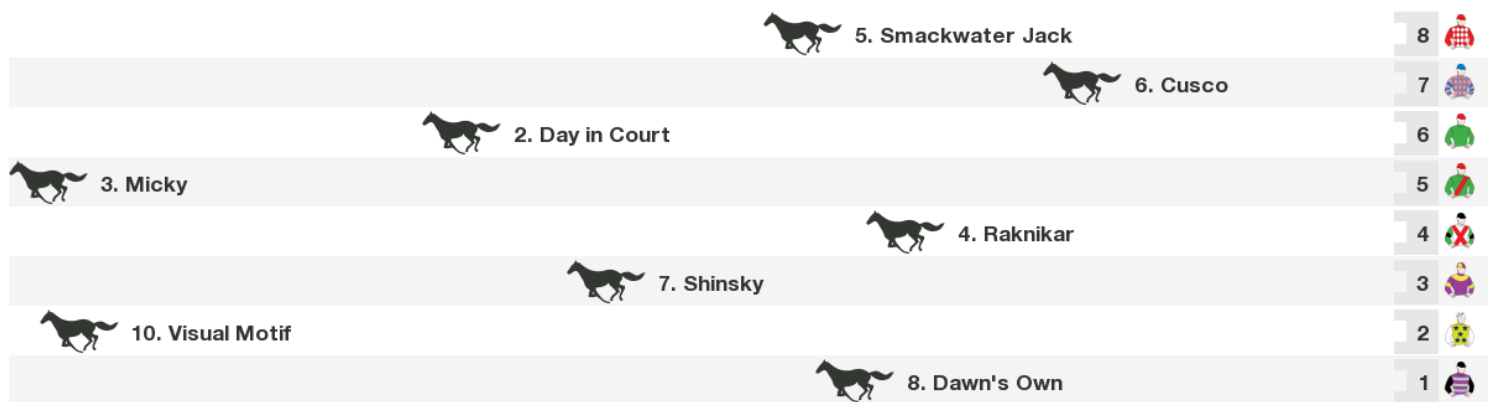 5. Smackwater Jack 8
6. Cusco 7
2. Day in Court 6
3. Micky 5
4. Raknikar 4
7. Shinsky 3
10. Visual Motif 2
8. Dawn's Own 1